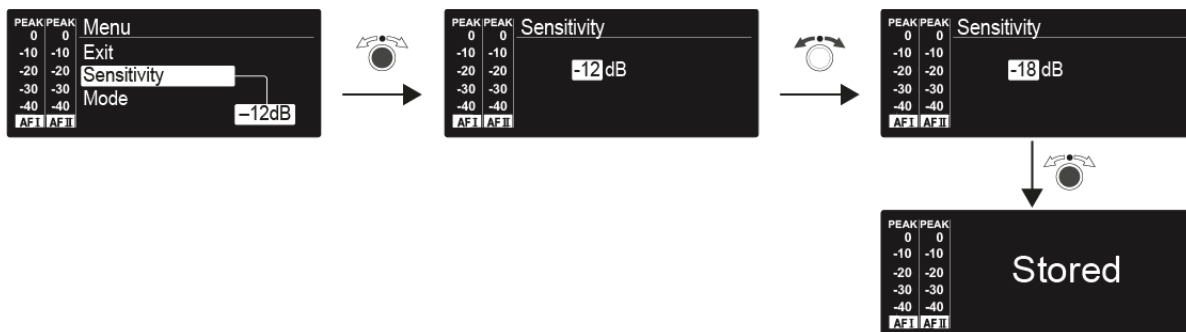 PEAK PEAK
0 0
-10 -10
-20 -20
-30 -30
-40 -40
AF I AF II
Menu
Exit
Sensitivity
Mode
–12dB
PEAK PEAK
0 0
-10 -10
-20 -20
-30 -30
-40 -40
AF I AF II
Sensitivity
-12 dB
PEAK PEAK
0 0
-10 -10
-20 -20
-30 -30
-40 -40
AF I AF II
Sensitivity
-18 dB
PEAK PEAK
0 0
-10 -10
-20 -20
-30 -30
-40 -40
AF I AF II
Stored